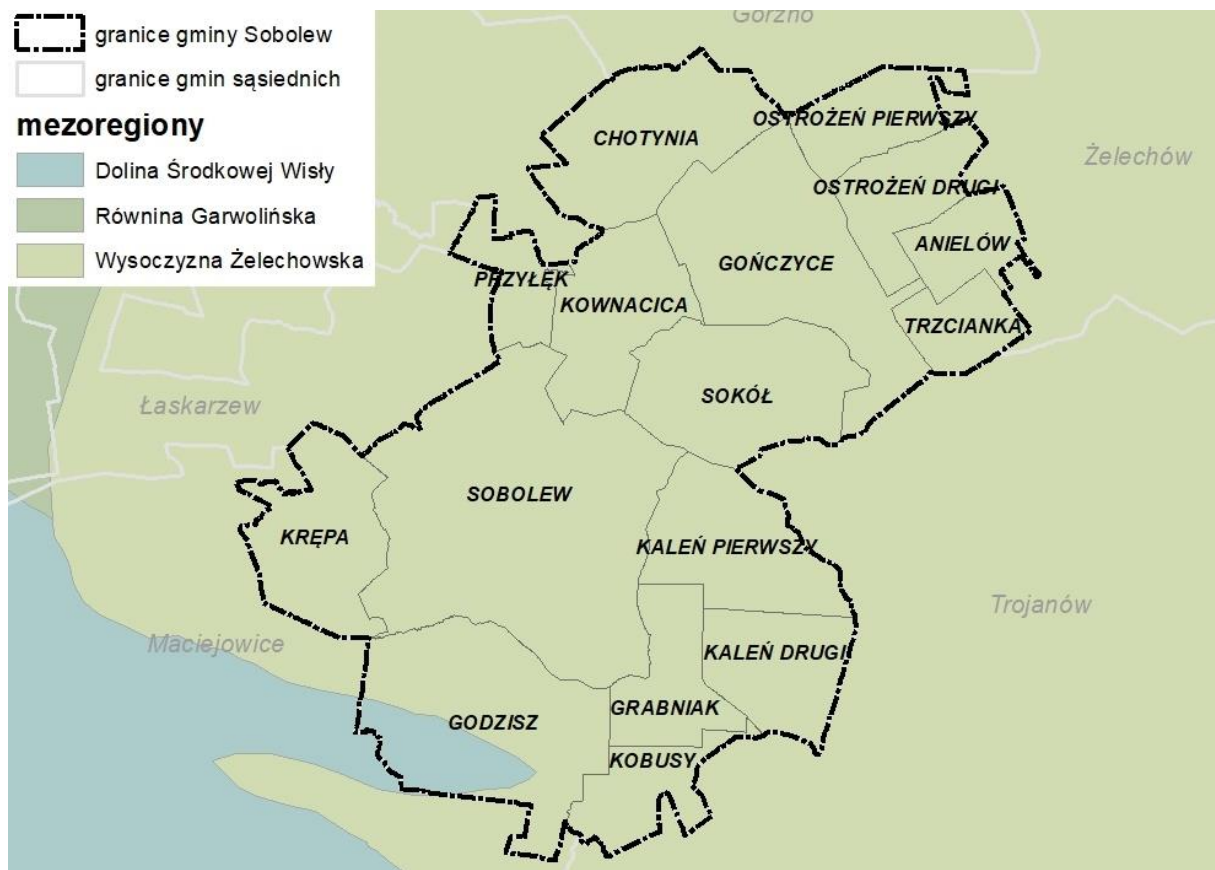 granice gminy Sobolew
granice gmin sąsiednich
mezoregiony
Dolina Środkowej Wisły
Równina Garwolińska
Wysoczyzna Żelechowska
Górzno
CHOTYNIA
OSTROŻEŃ PIERWSZY
Żelechów
OSTROŻEŃ DRUGI
ANIELÓW
GOŃCZYCE
PRZYŁĘK
KOWNACICA
TRZCIANKA
Łaskarzew
SOKÓŁ
SOBOLEW
KRĘPA
KALEŃ PIERWSZY
Trojanów
Maciejowice
KALEŃ DRUGI
GRABNIAK
GODZISZ
KOBUSY